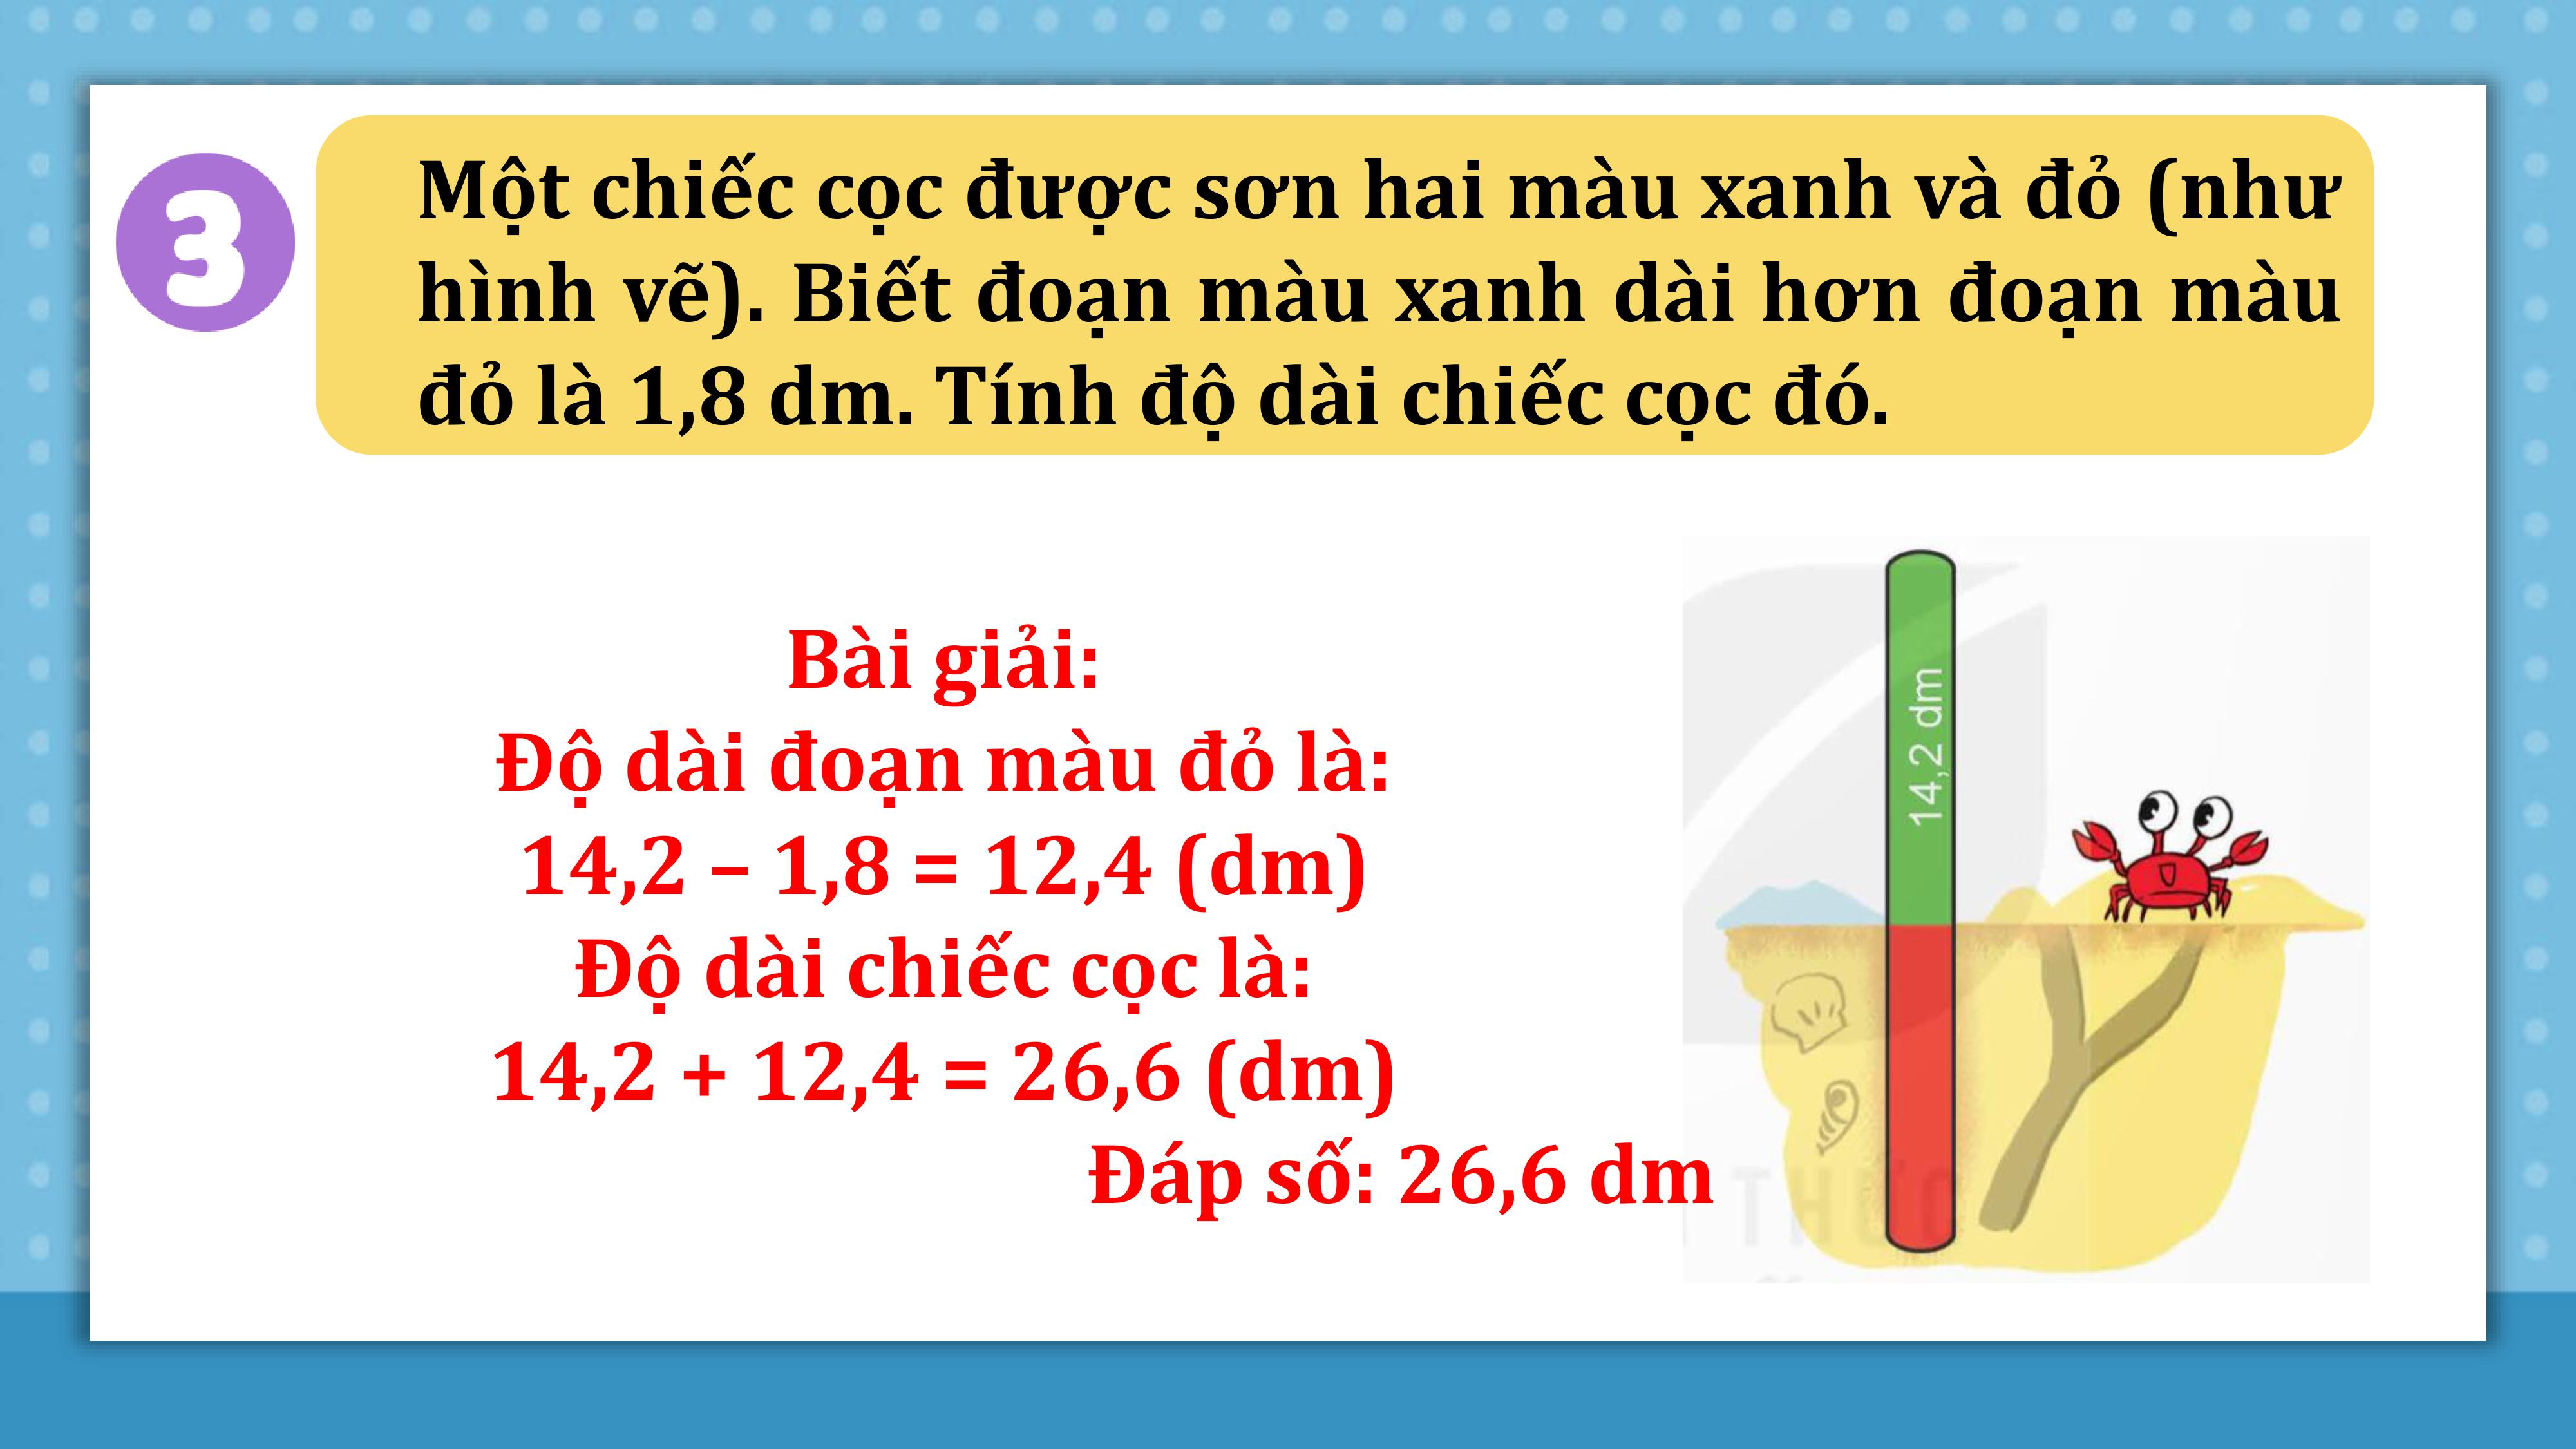 3
Một chiếc cọc được sơn hai màu xanh và đỏ (như
hình vẽ). Biết đoạn màu xanh dài hơn đoạn màu
đỏ là 1,8 dm. Tính độ dài chiếc cọc đó.
Bài giải:
Độ dài đoạn màu đỏ là:
14,2 – 1,8 = 12,4 (dm)
Độ dài chiếc cọc là:
14,2 + 12,4 = 26,6 (dm)
Đáp số: 26,6 dm
14,2 dm